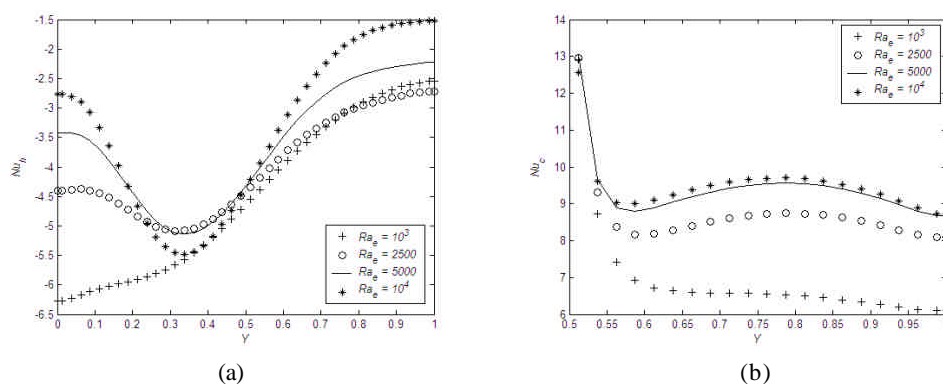 -1.5
-2
-2.5
-3
-3.5
-4
-4.5
-5
-5.5
-6
-6.5
Nu_h
0 0.1 0.2 0.3 0.4 0.5 0.6 0.7 0.8 0.9 1
Y
Ra_e = 10^3
Ra_e = 2500
Ra_e = 5000
Ra_e = 10^4
(a)
14
13
12
11
10
9
8
7
6
Nu_c
0.5 0.55 0.6 0.65 0.7 0.75 0.8 0.85 0.9 0.95
Y
Ra_e = 10^3
Ra_e = 2500
Ra_e = 5000
Ra_e = 10^4
(b)